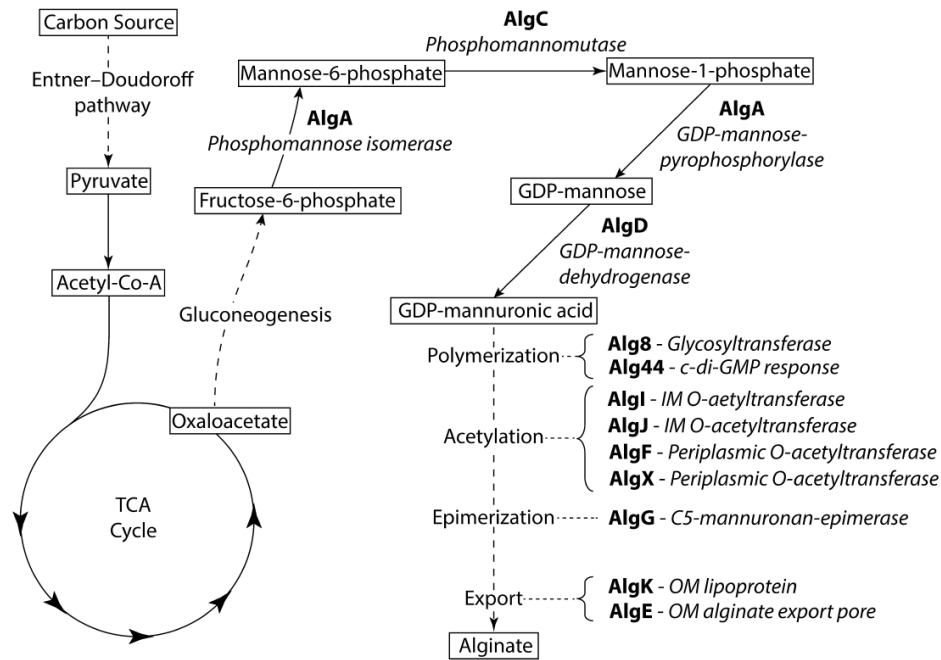 Carbon Source
Entner–Doudoroff
pathway
Pyruvate
Acetyl-Co-A
TCA
Cycle
Oxaloacetate
Gluconeogenesis
Fructose-6-phosphate
AlgA
Phosphomannose isomerase
Mannose-6-phosphate
AlgC
Phosphomannomutase
Mannose-1-phosphate
AlgA
GDP-mannose-
pyrophosphorylase
GDP-mannose
AlgD
GDP-mannose-
dehydrogenase
GDP-mannuronic acid
Polymerization
Alg8 - Glycosyltransferase
Alg44 - c-di-GMP response
Acetylation
AlgI - IM O-aetyltransferase
AlgJ - IM O-acetyltransferase
AlgF - Periplasmic O-acetyltransferase
AlgX - Periplasmic O-acetyltransferase
Epimerization
AlgG - C5-mannuronan-epimerase
Export
AlgK - OM lipoprotein
AlgE - OM alginate export pore
Alginate